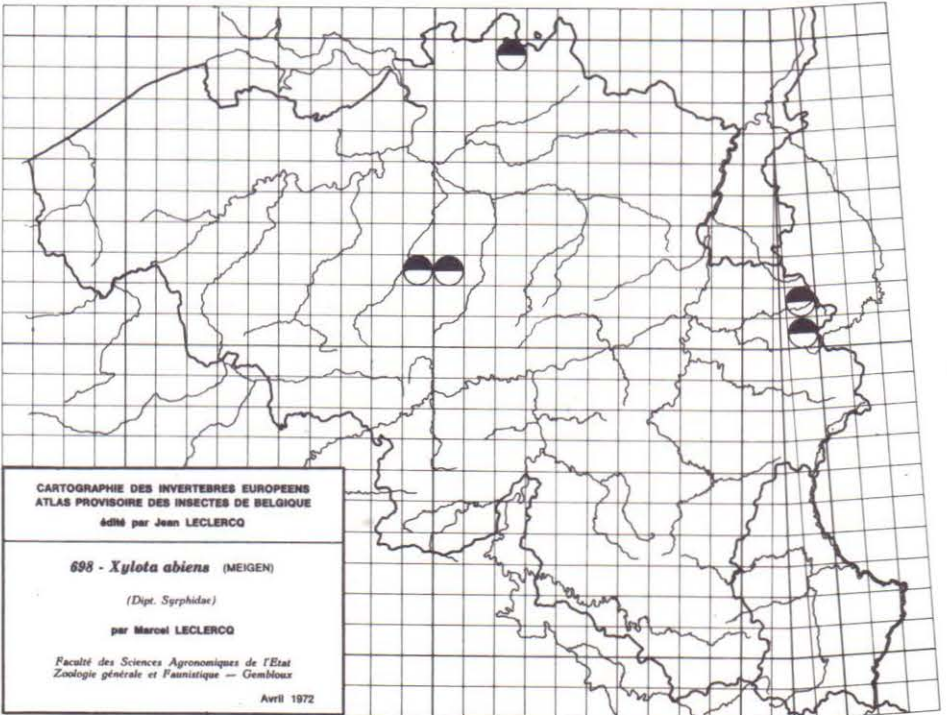 CARTOGRAPHIE DES INVERTEBRES EUROPEENS
ATLAS PROVISOIRE DES INSECTES DE BELGIQUE
édité par Jean LECLERCQ
698 - Xylota abiens (MEIGEN)
(Dipt. Syrphidae)
par Marcel LECLERCQ
Faculté des Sciences Agronomiques de l'Etat
Zoologie générale et Faunistique — Gembloux
Avril 1972